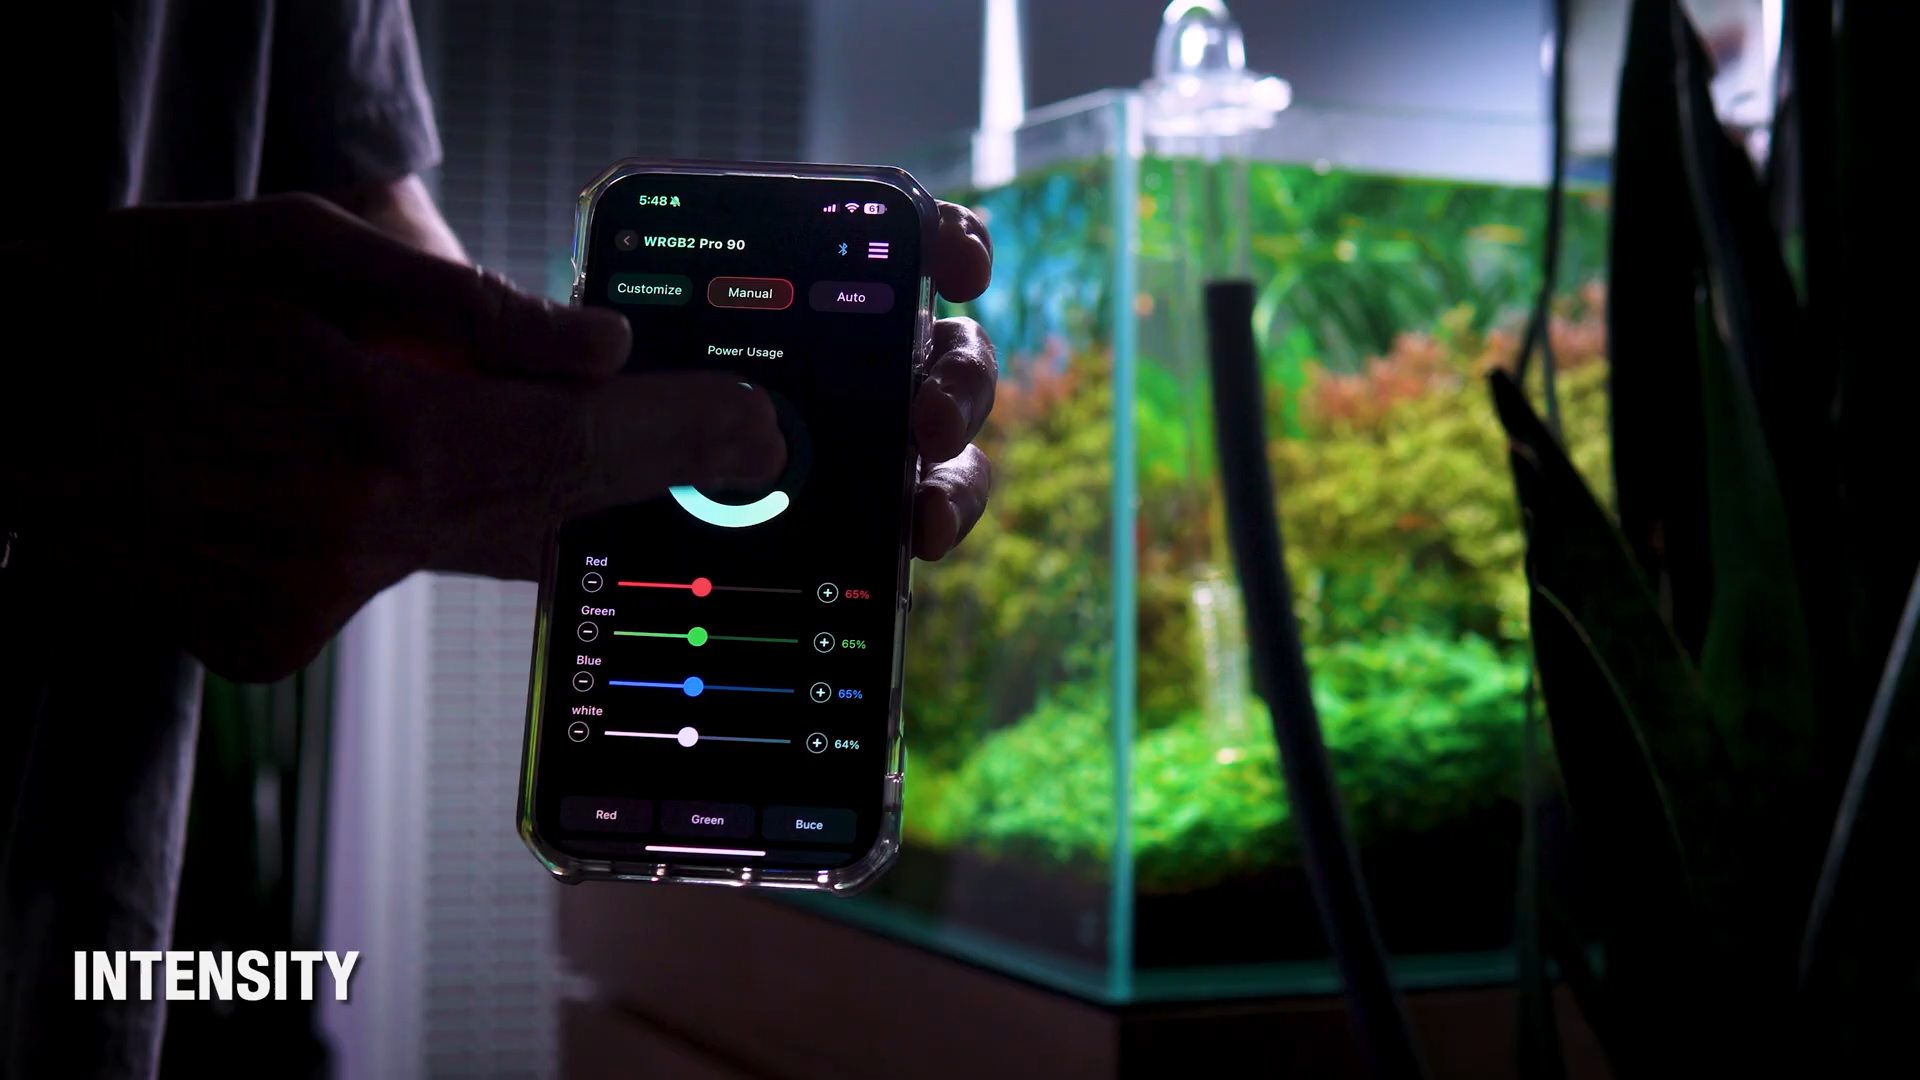 5:48
61
WRGB2 Pro 90
Customize Manual Auto
Power Usage
Red
65%
Green
65%
Blue
65%
white
64%
Red Green Buce
INTENSITY